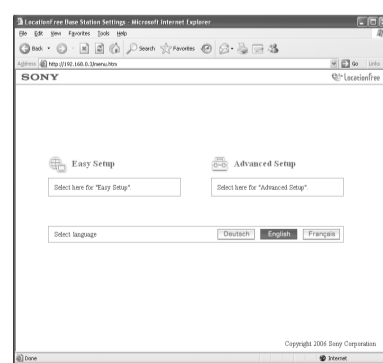 LocationFree Base Station Settings - Microsoft Internet Explorer
File Edit View Favorites Tools Help
Back Search Favorites
Address http://192.168.0.3/menu.htm Go Links
SONY LocationFree
Easy Setup Advanced Setup
Select here for "Easy Setup". Select here for "Advanced Setup".
Select language Deutsch English Français
Copyright 2006 Sony Corporation
Done Internet